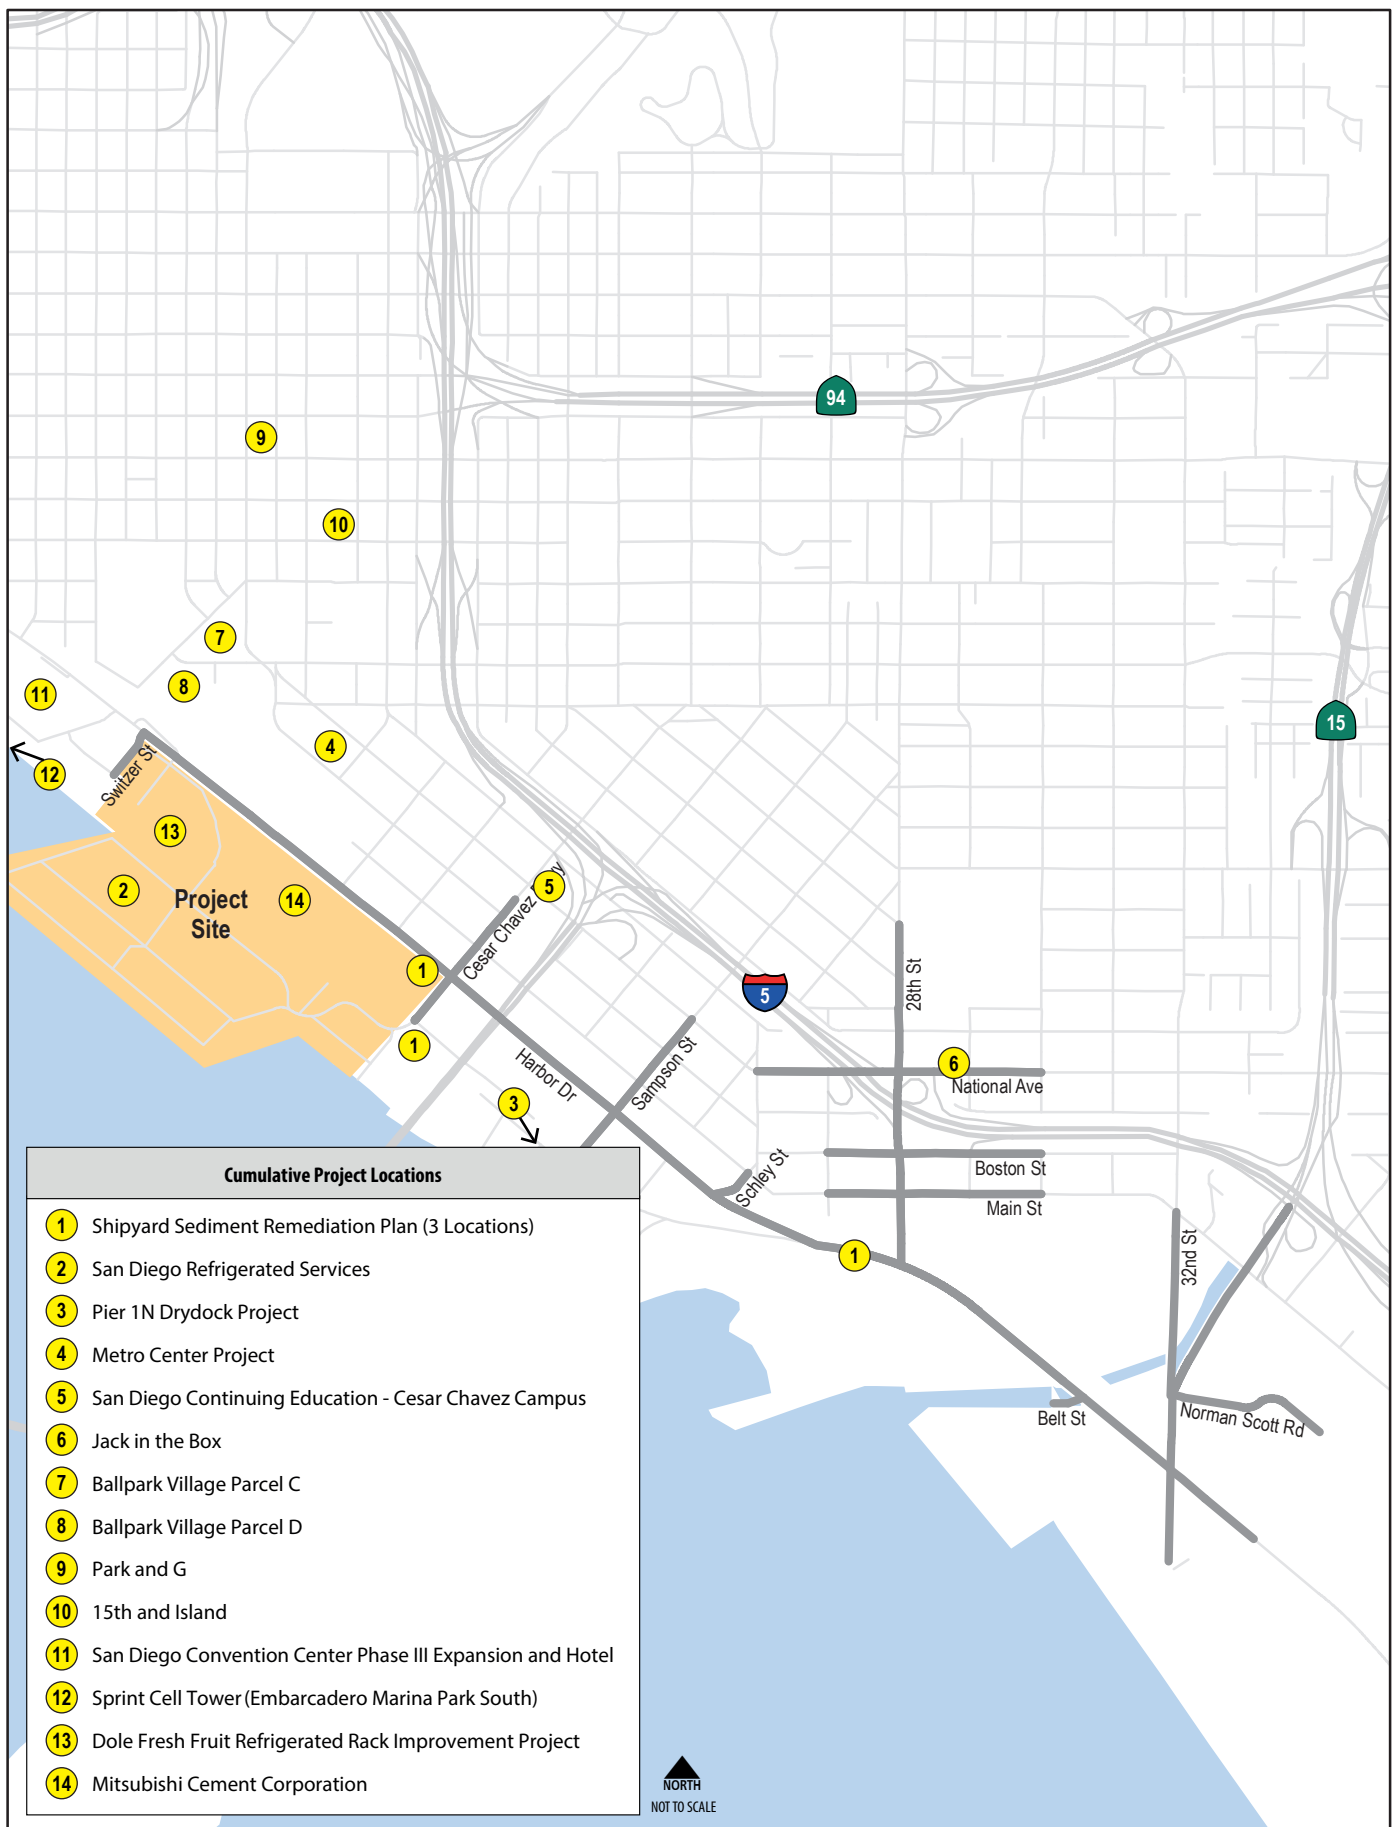 94
9
10
7
11
8
15
4
12
Switzer St
13
2
Project
Site
14
5
Cesar Chavez
1
5
28th St
1
Harbor Dr
Sampson St
6
National Ave
3
Schley St
Boston St
Main St
1
32nd St
Belt St
Norman Scott Rd
Cumulative Project Locations
1 Shipyard Sediment Remediation Plan (3 Locations)
2 San Diego Refrigerated Services
3 Pier 1N Drydock Project
4 Metro Center Project
5 San Diego Continuing Education - Cesar Chavez Campus
6 Jack in the Box
7 Ballpark Village Parcel C
8 Ballpark Village Parcel D
9 Park and G
10 15th and Island
11 San Diego Convention Center Phase III Expansion and Hotel
12 Sprint Cell Tower (Embarcadero Marina Park South)
13 Dole Fresh Fruit Refrigerated Rack Improvement Project
14 Mitsubishi Cement Corporation
NORTH
NOT TO SCALE